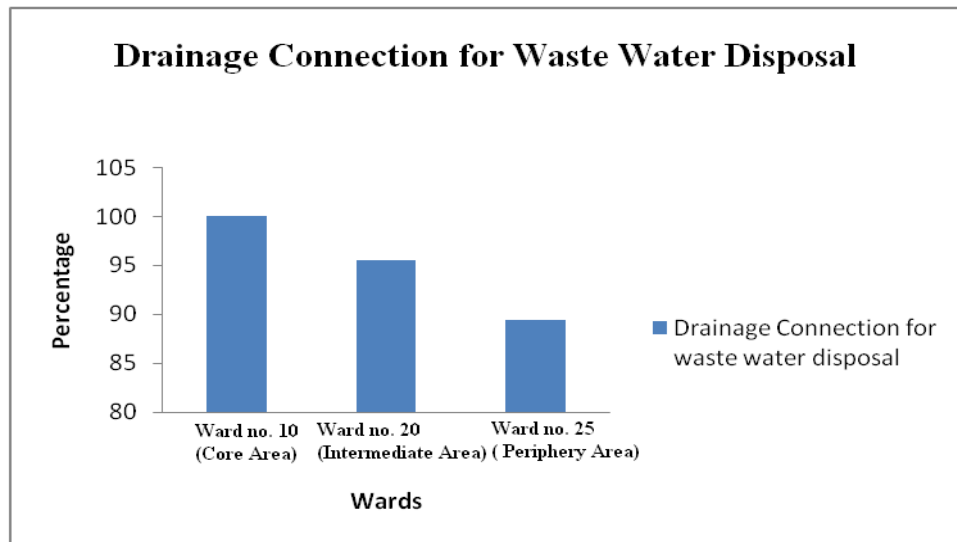 Drainage Connection for Waste Water Disposal
105
100
95
90
85
80
Percentage
Ward no. 10
(Core Area)
Ward no. 20
(Intermediate Area)
Ward no. 25
( Periphery Area)
Wards
Drainage Connection for
waste water disposal